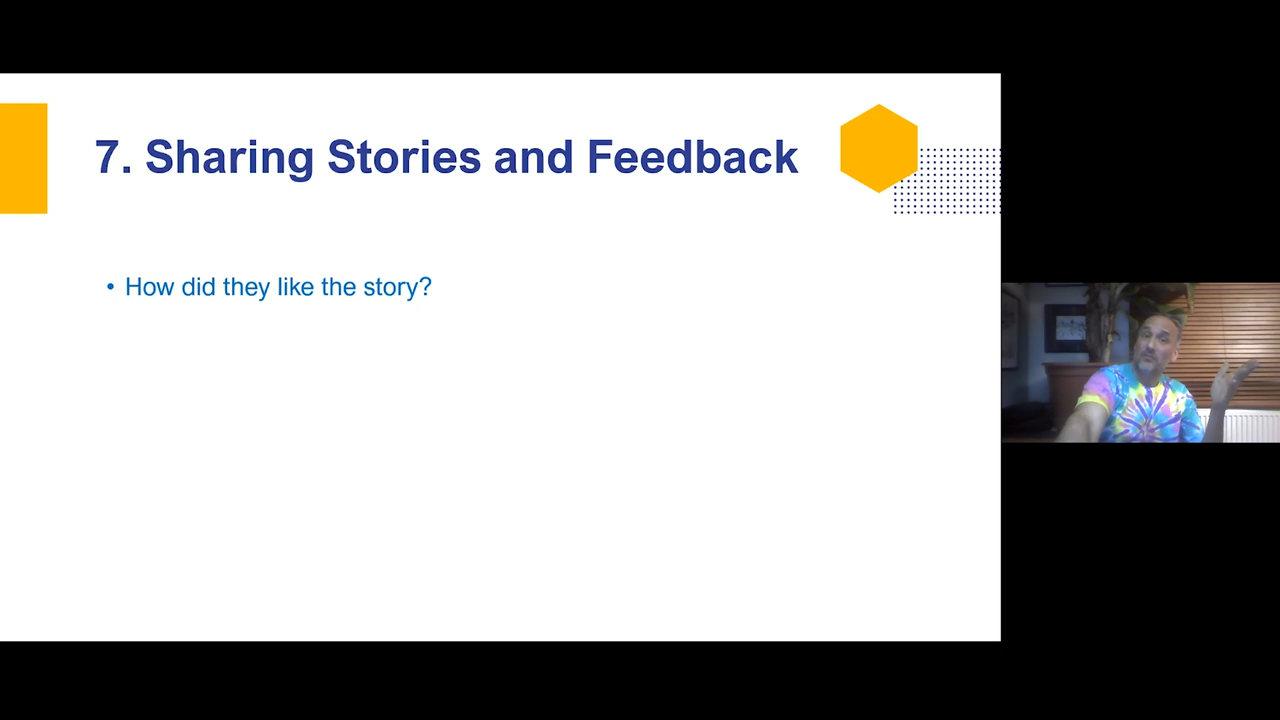 7. Sharing Stories and Feedback
• How did they like the story?